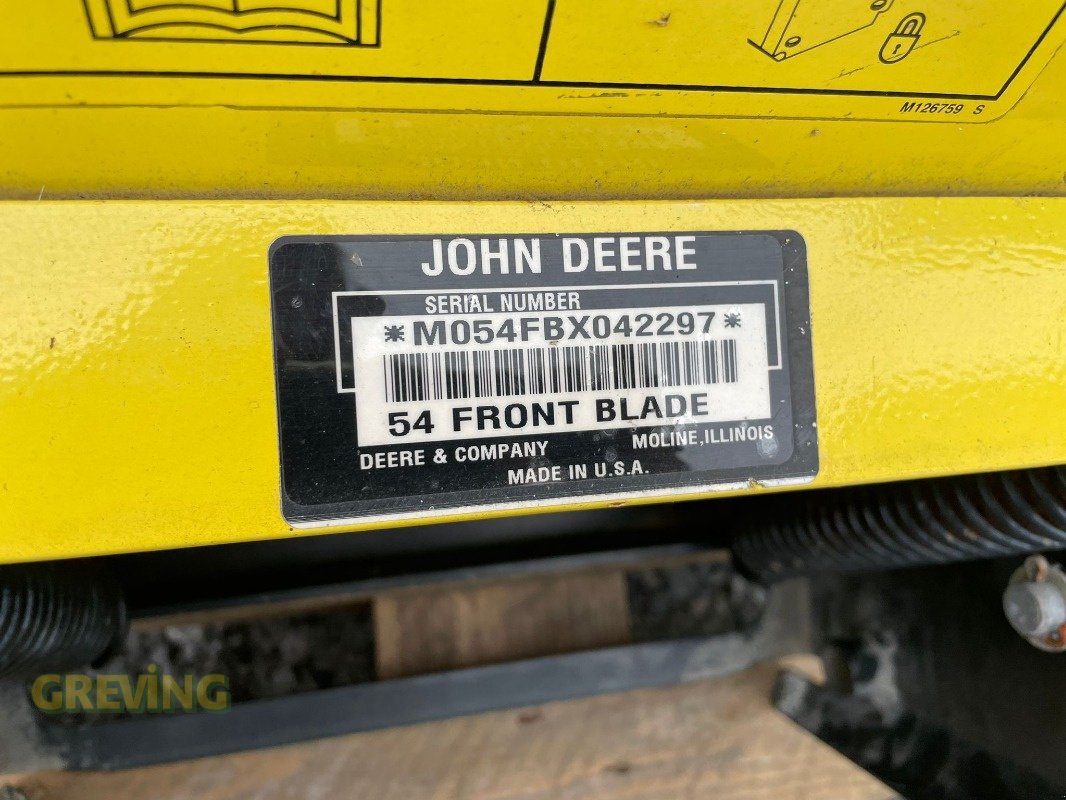 M126759 S
JOHN DEERE
SERIAL NUMBER
*M054FBX042297*
54 FRONT BLADE
DEERE & COMPANY MOLINE, ILLINOIS
MADE IN U.S.A.
GREVING